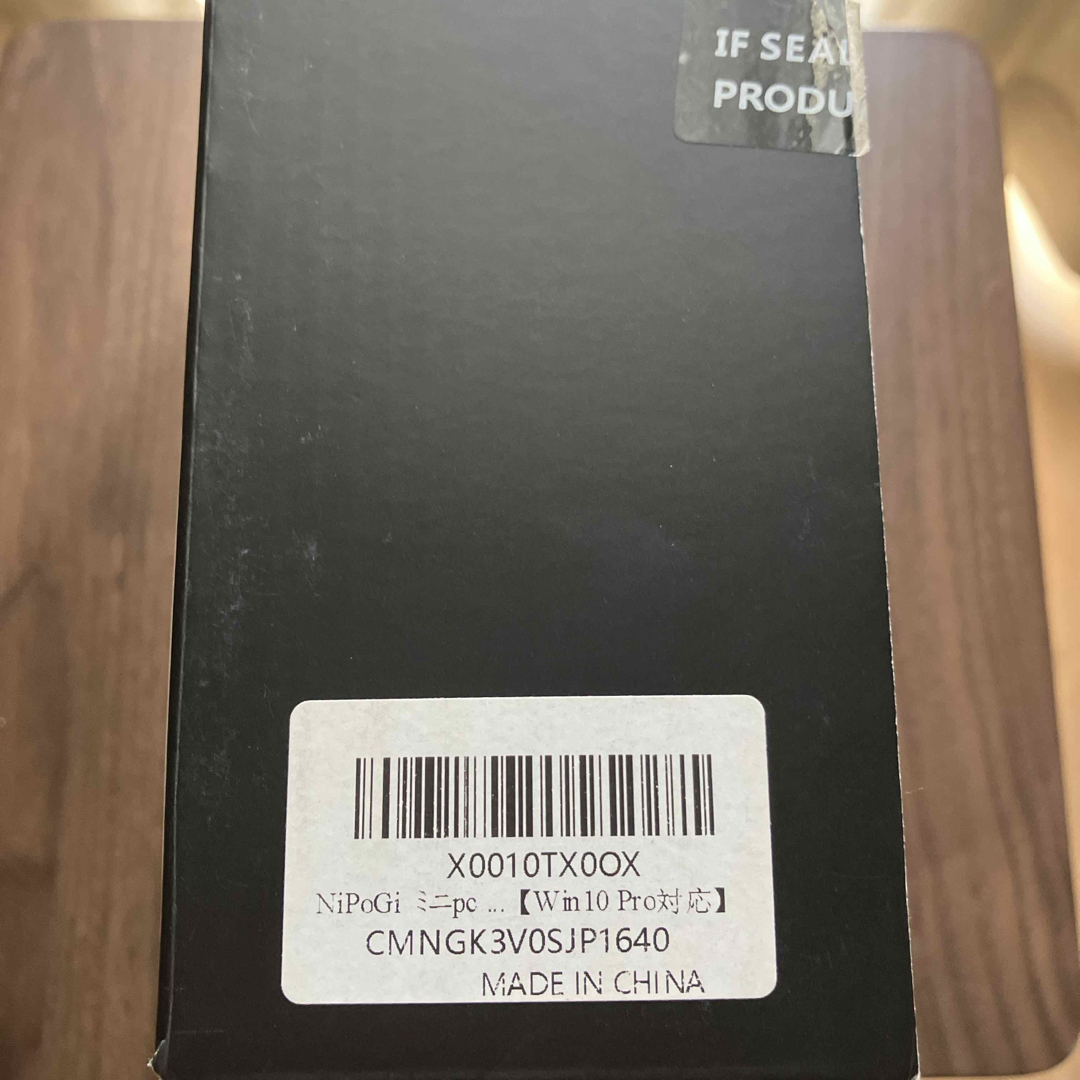 IF SEAL
PRODU
X0010TX0OX
NiPoGi ミニpc ...【Win10 Pro対応】
CMNGK3V0SJP1640
MADE IN CHINA